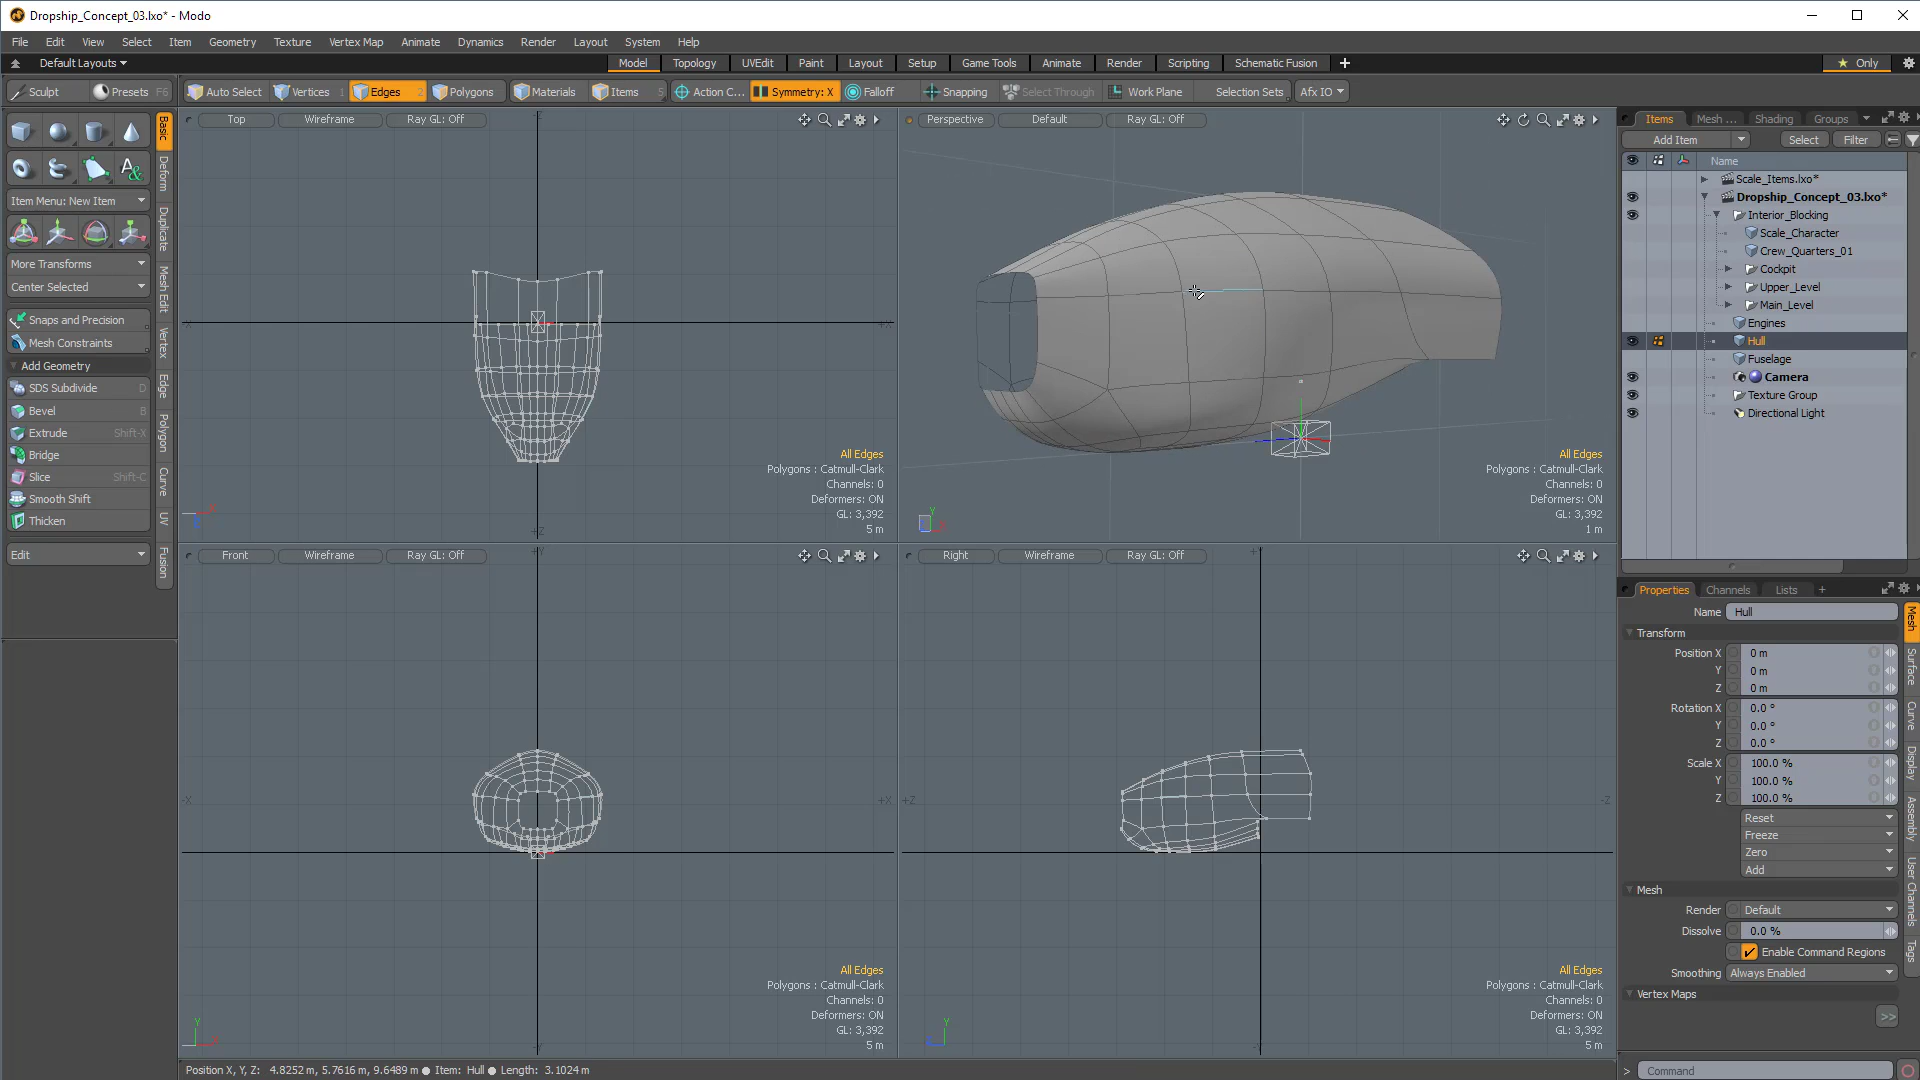 Dropship_Concept_03.lxo* - Modo
File Edit View Select Item Geometry Texture Vertex Map Animate Dynamics Render Layout System Help
Default Layouts Model Topology UVEdit Paint Layout Setup Game Tools Animate Render Scripting Schematic Fusion Only
Sculpt Presets F6 Auto Select Vertices 1 Edges 2 Polygons Materials Items 5 Action C... Symmetry: X Falloff Snapping Select Through Work Plane Selection Sets Afx IO
Basic
Deform
Duplicate
Mesh Edit
Vertex
Edge
Polygon
Curve
UV
Fusion
Item Menu: New Item
More Transforms
Center Selected
Snaps and Precision
Mesh Constraints
Add Geometry
SDS Subdivide D
Bevel B
Extrude Shift-X
Bridge
Slice Shift-C
Smooth Shift
Thicken
Edit
Top Wireframe Ray GL: Off
All Edges
Polygons : Catmull-Clark
Channels: 0
Deformers: ON
GL: 3,392
5 m
Perspective Default Ray GL: Off
All Edges
Polygons : Catmull-Clark
Channels: 0
Deformers: ON
GL: 3,392
1 m
Front Wireframe Ray GL: Off
-X +X
All Edges
Polygons : Catmull-Clark
Channels: 0
Deformers: ON
GL: 3,392
5 m
Right Wireframe Ray GL: Off
+Z -Z
All Edges
Polygons : Catmull-Clark
Channels: 0
Deformers: ON
GL: 3,392
5 m
Position X, Y, Z: 4.8252 m, 5.7616 m, 9.6489 m Item: Hull Length: 3.1024 m
Items Mesh ... Shading Groups
Add Item Select Filter
Name
Scale_Items.lxo*
Dropship_Concept_03.lxo*
Interior_Blocking
Scale_Character
Crew_Quarters_01
Cockpit
Upper_Level
Main_Level
Engines
Hull
Fuselage
Camera
Texture Group
Directional Light
Properties Channels Lists +
Name Hull
Transform
Position X 0 m
Y 0 m
Z 0 m
Rotation X 0.0 °
Y 0.0 °
Z 0.0 °
Scale X 100.0 %
Y 100.0 %
Z 100.0 %
Reset
Freeze
Zero
Add
Mesh
Render Default
Dissolve 0.0 %
Enable Command Regions
Smoothing Always Enabled
Vertex Maps
>>
Mesh
Surface
Curve
Display
Assembly
User Channels
Tags
> Command